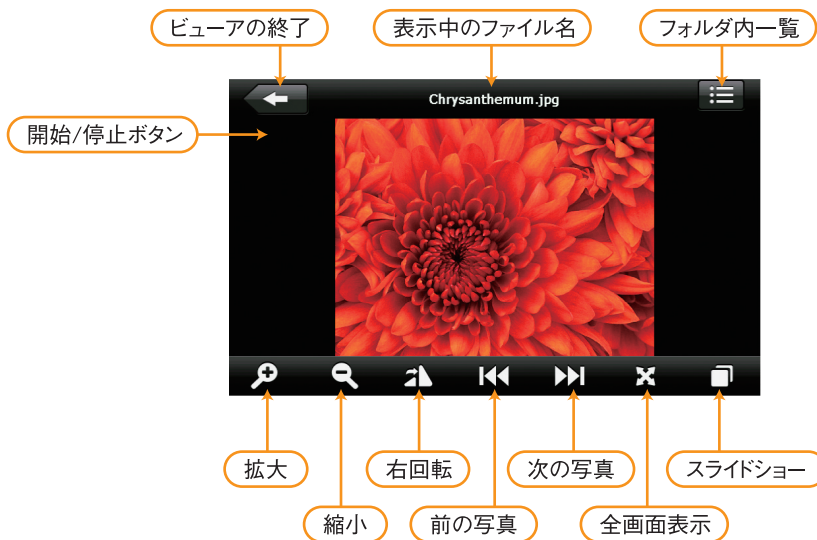 ビューアの終了
表示中のファイル名
フォルダ内一覧
Chrysanthemum.jpg
開始/停止ボタン
拡大
右回転
次の写真
スライドショー
縮小
前の写真
全画面表示